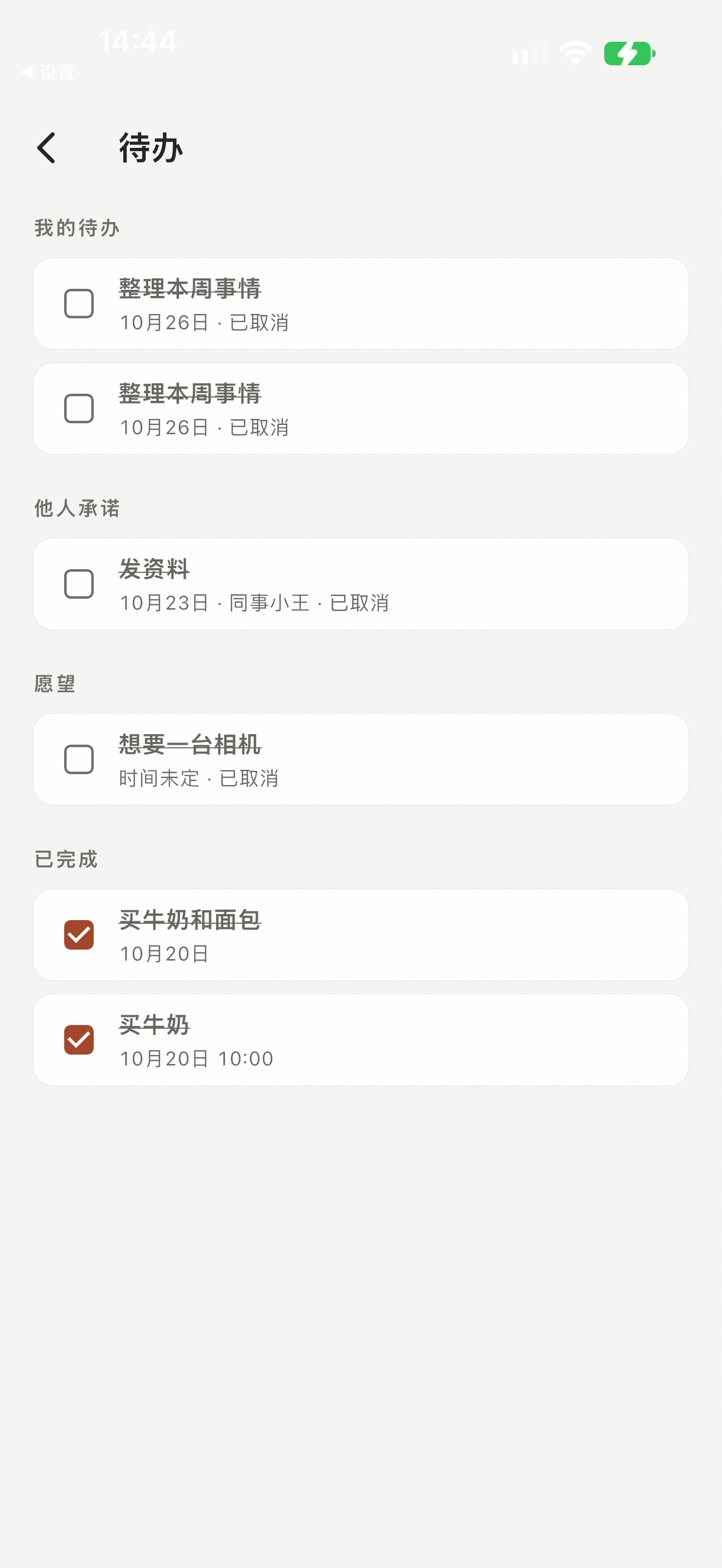 14:44
◀ 设置
待办
我的待办
整理本周事情
10月26日 · 已取消
整理本周事情
10月26日 · 已取消
他人承诺
发资料
10月23日 · 同事小王 · 已取消
愿望
想要一台相机
时间未定 · 已取消
已完成
买牛奶和面包
10月20日
买牛奶
10月20日 10:00